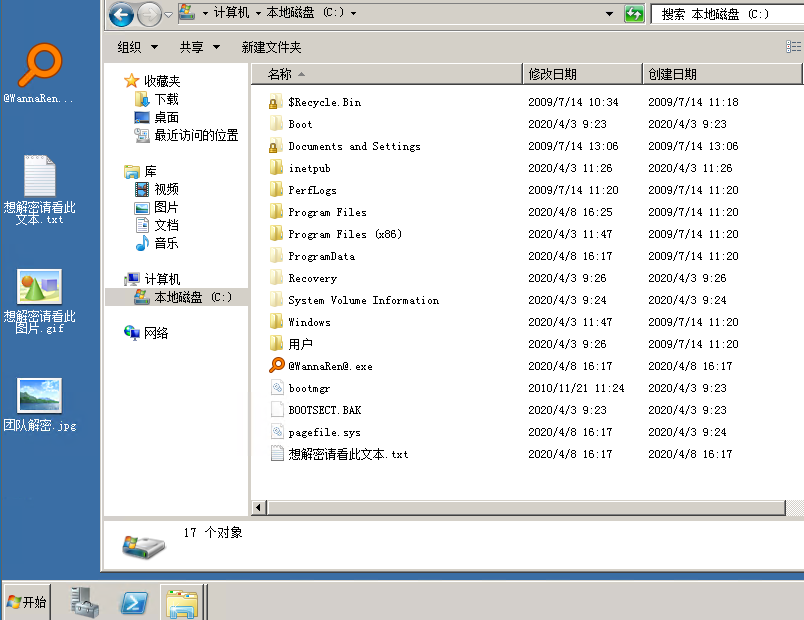 计算机 本地磁盘 (C:)
搜索 本地磁盘 (C:)
组织 共享 新建文件夹
@WannaRen...
想解密请看此
文本.txt
想解密请看此
图片.gif
团队解密.jpg
收藏夹
下载
桌面
最近访问的位置
库
视频
图片
文档
音乐
计算机
本地磁盘 (C:)
网络
名称 修改日期 创建日期
$Recycle.Bin 2009/7/14 10:34 2009/7/14 11:18
Boot 2020/4/3 9:23 2020/4/3 9:23
Documents and Settings 2009/7/14 13:06 2009/7/14 13:06
inetpub 2020/4/3 11:26 2020/4/3 11:26
PerfLogs 2009/7/14 11:20 2009/7/14 11:20
Program Files 2020/4/8 16:25 2009/7/14 11:20
Program Files (x86) 2020/4/3 11:47 2009/7/14 11:20
ProgramData 2020/4/8 16:17 2009/7/14 11:20
Recovery 2020/4/3 9:26 2020/4/3 9:26
System Volume Information 2020/4/3 9:24 2020/4/3 9:24
Windows 2020/4/3 11:47 2009/7/14 11:20
用户 2020/4/3 9:26 2009/7/14 11:20
@WannaRen@.exe 2020/4/8 16:17 2020/4/8 16:17
bootmgr 2010/11/21 11:24 2020/4/3 9:23
BOOTSECT.BAK 2020/4/3 9:23 2020/4/3 9:23
pagefile.sys 2020/4/8 16:17 2020/4/3 9:24
想解密请看此文本.txt 2020/4/8 16:17 2020/4/8 16:17
17 个对象
开始